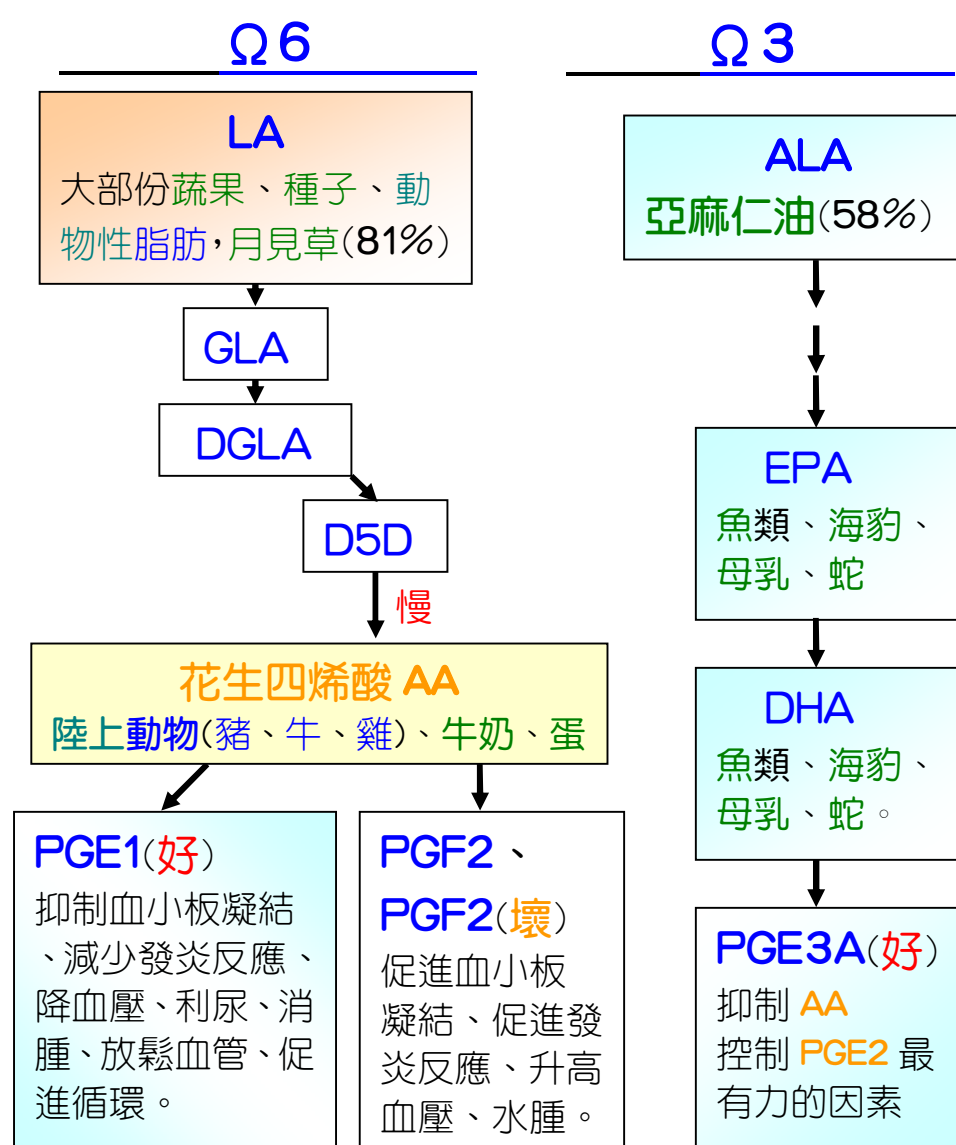 Ω6
LA
大部份蔬果、種子、動
物性脂肪,月見草(81%)
GLA
DGLA
D5D
慢
花生四烯酸 AA
陸上動物(豬、牛、雞)、牛奶、蛋
PGE1(好)
抑制血小板凝結
、減少發炎反應、
降血壓、利尿、消
腫、放鬆血管、促
進循環。
PGF2、
PGF2(壞)
促進血小板
凝結、促進發
炎反應、升高
血壓、水腫。
Ω3
ALA
亞麻仁油(58%)
EPA
魚類、海豹、
母乳、蛇
DHA
魚類、海豹、
母乳、蛇。
PGE3A(好)
抑制 AA
控制 PGE2 最
有力的因素